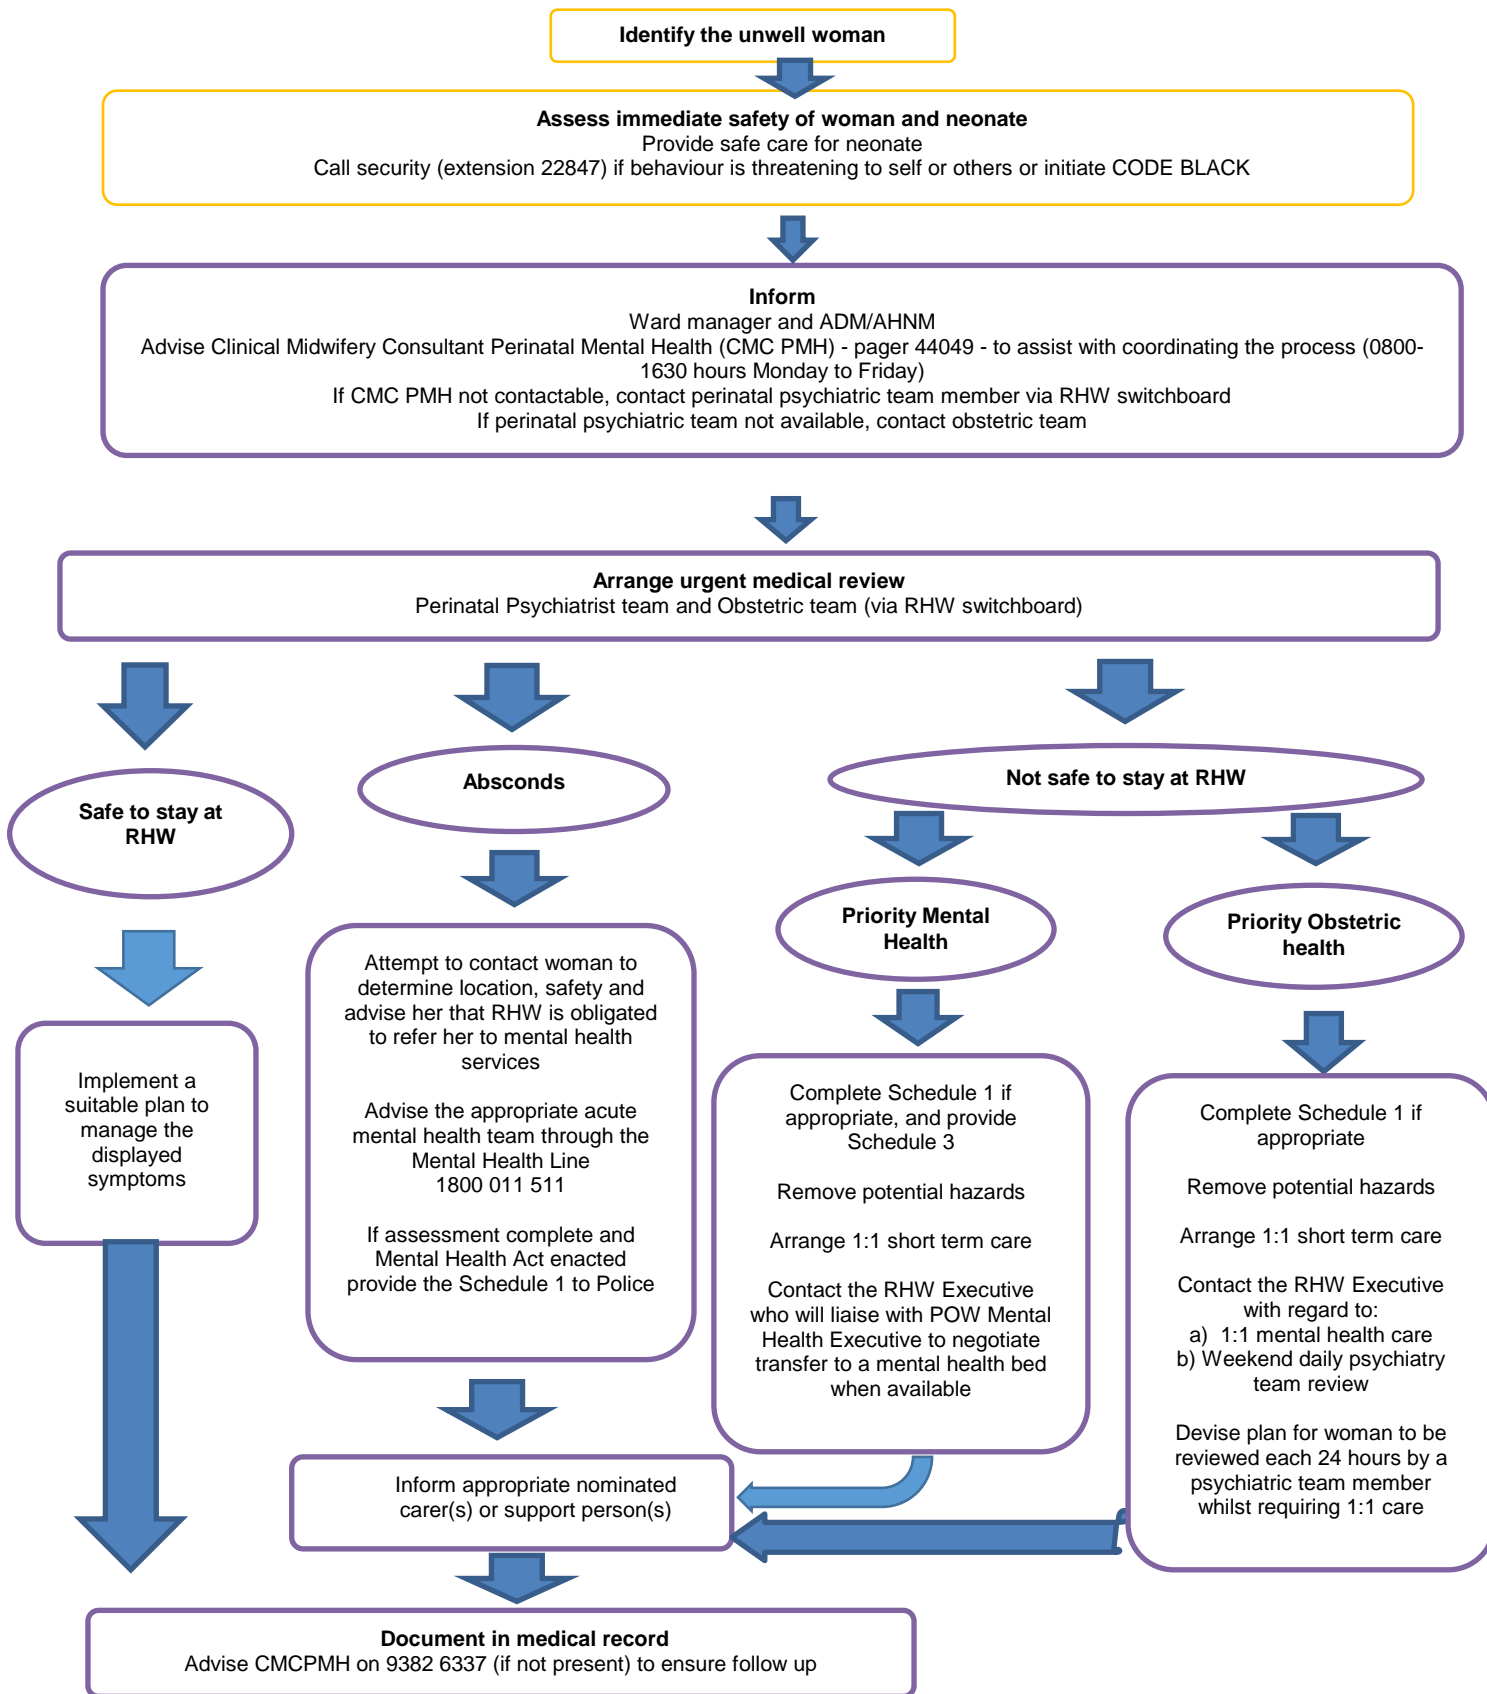 Identify the unwell woman
Assess immediate safety of woman and neonate
Provide safe care for neonate
Call security (extension 22847) if behaviour is threatening to self or others or initiate CODE BLACK
Inform
Ward manager and ADM/AHNM
Advise Clinical Midwifery Consultant Perinatal Mental Health (CMC PMH) - pager 44049 - to assist with coordinating the process (0800-
1630 hours Monday to Friday)
If CMC PMH not contactable, contact perinatal psychiatric team member via RHW switchboard
If perinatal psychiatric team not available, contact obstetric team
Arrange urgent medical review
Perinatal Psychiatrist team and Obstetric team (via RHW switchboard)
Safe to stay at
RHW
Absconds
Not safe to stay at RHW
Priority Mental
Health
Priority Obstetric
health
Implement a
suitable plan to
manage the
displayed
symptoms
Attempt to contact woman to
determine location, safety and
advise her that RHW is obligated
to refer her to mental health
services
Advise the appropriate acute
mental health team through the
Mental Health Line
1800 011 511
If assessment complete and
Mental Health Act enacted
provide the Schedule 1 to Police
Complete Schedule 1 if
appropriate, and provide
Schedule 3
Remove potential hazards
Arrange 1:1 short term care
Contact the RHW Executive
who will liaise with POW Mental
Health Executive to negotiate
transfer to a mental health bed
when available
Complete Schedule 1 if
appropriate
Remove potential hazards
Arrange 1:1 short term care
Contact the RHW Executive
with regard to:
a) 1:1 mental health care
b) Weekend daily psychiatry
team review
Devise plan for woman to be
reviewed each 24 hours by a
psychiatric team member
whilst requiring 1:1 care
Inform appropriate nominated
carer(s) or support person(s)
Document in medical record
Advise CMCPMH on 9382 6337 (if not present) to ensure follow up